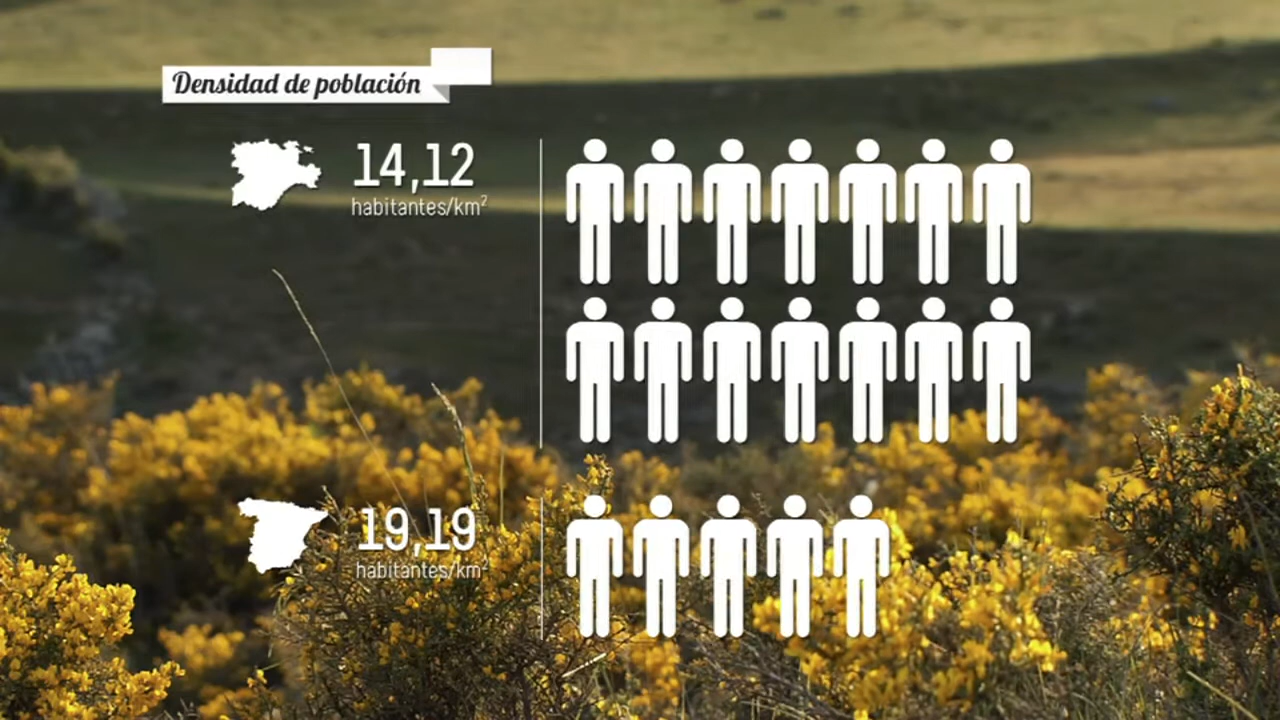 Densidad de población
14,12
habitantes/km²
19,19
habitantes/km²